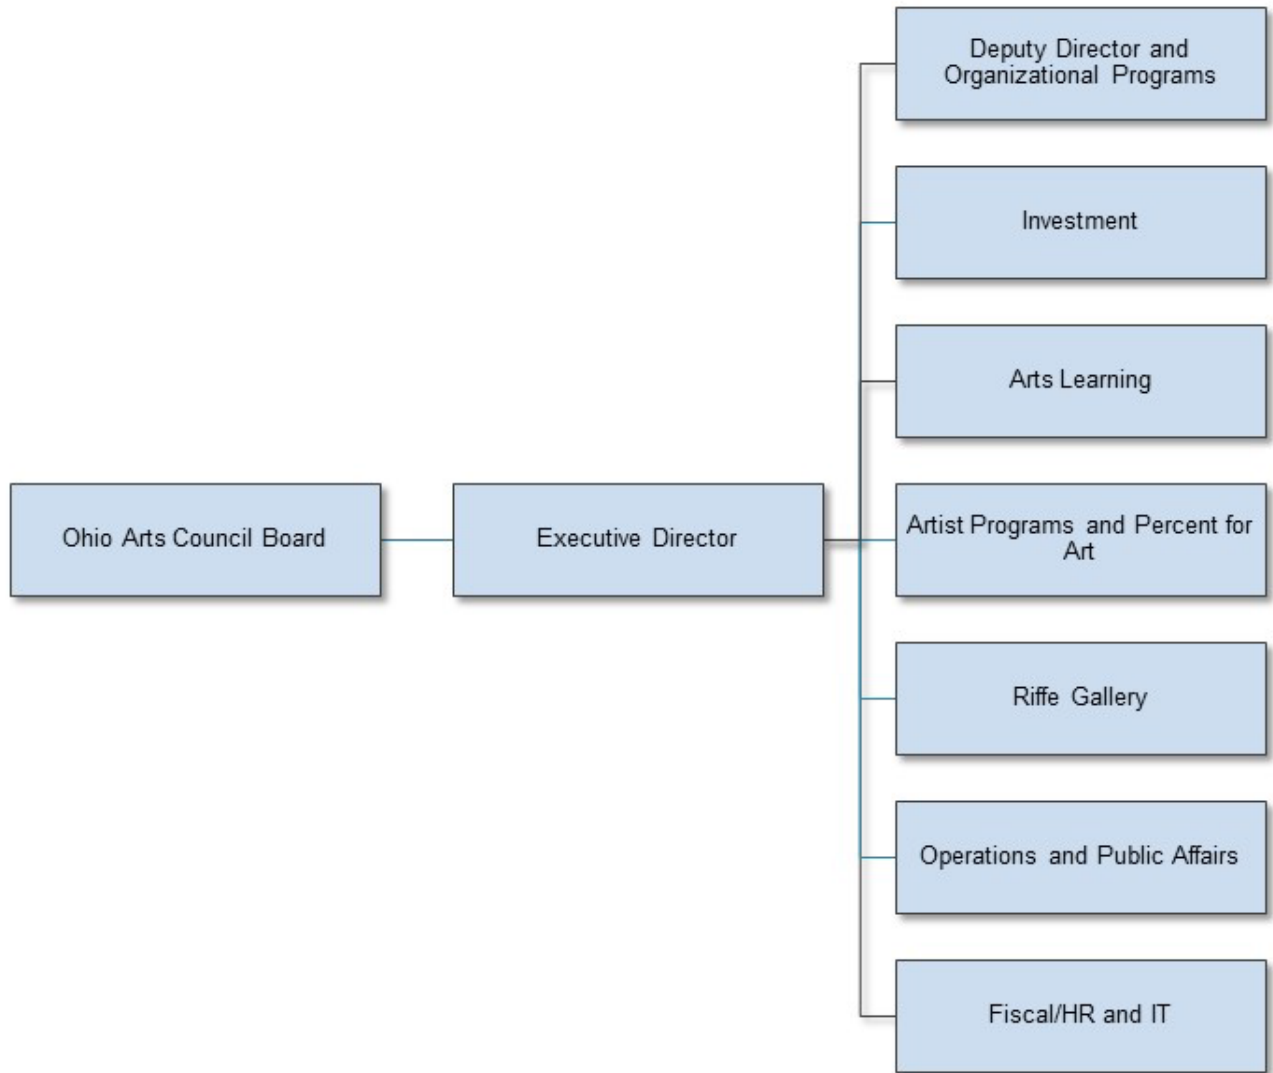 Deputy Director and
Organizational Programs
Investment
Arts Learning
Ohio Arts Council Board
Executive Director
Artist Programs and Percent for
Art
Riffe Gallery
Operations and Public Affairs
Fiscal/HR and IT